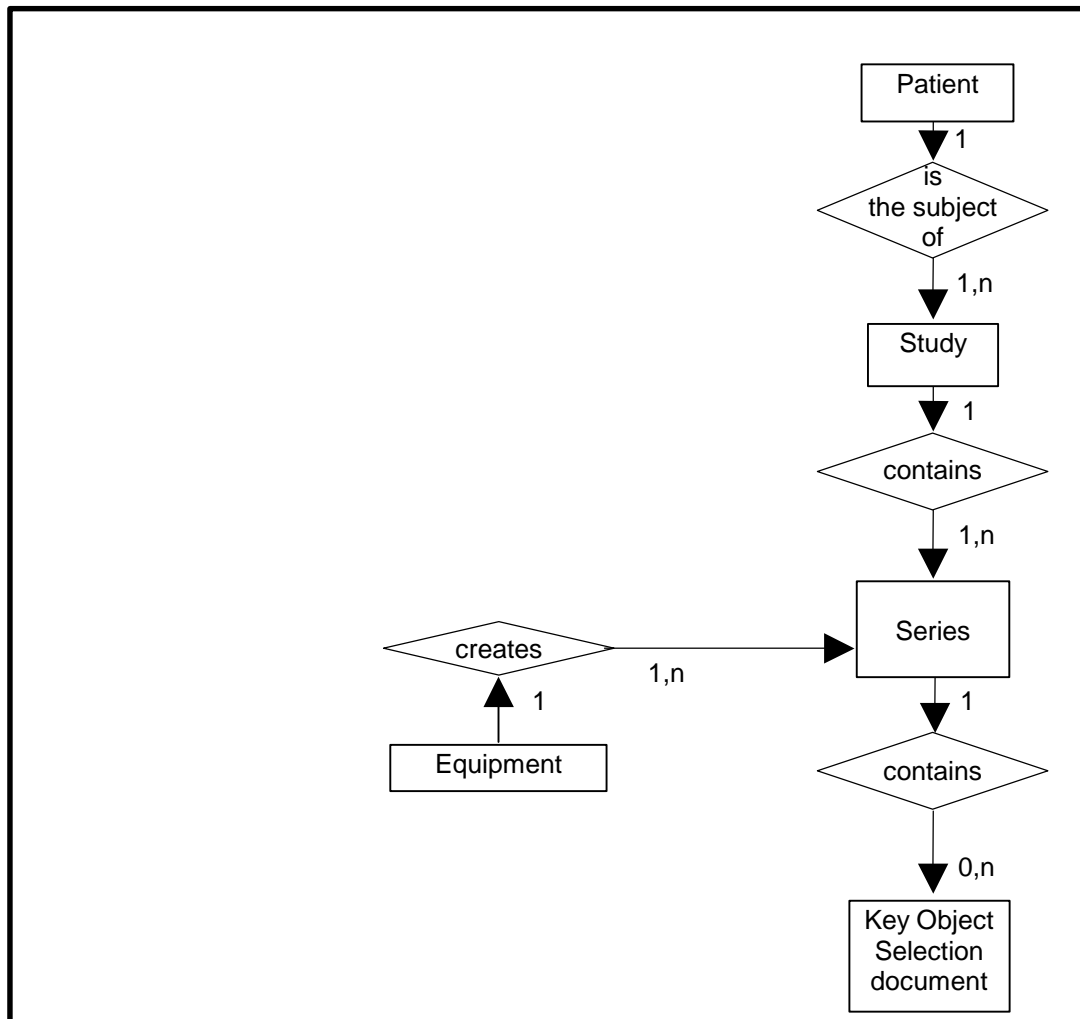 Patient
1
is
the subject
of
1,n
Study
1
contains
1,n
Series
creates
1,n
1
1
Equipment
contains
0,n
Key Object
Selection
document